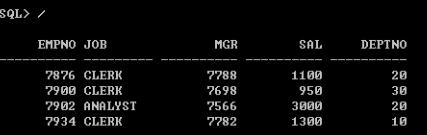 SQL> /
EMPNO JOB MGR SAL DEPTNO
---------- --------- ---------- ---------- ----------
7876 CLERK 7788 1100 20
7900 CLERK 7698 950 30
7902 ANALYST 7566 3000 20
7934 CLERK 7782 1300 10